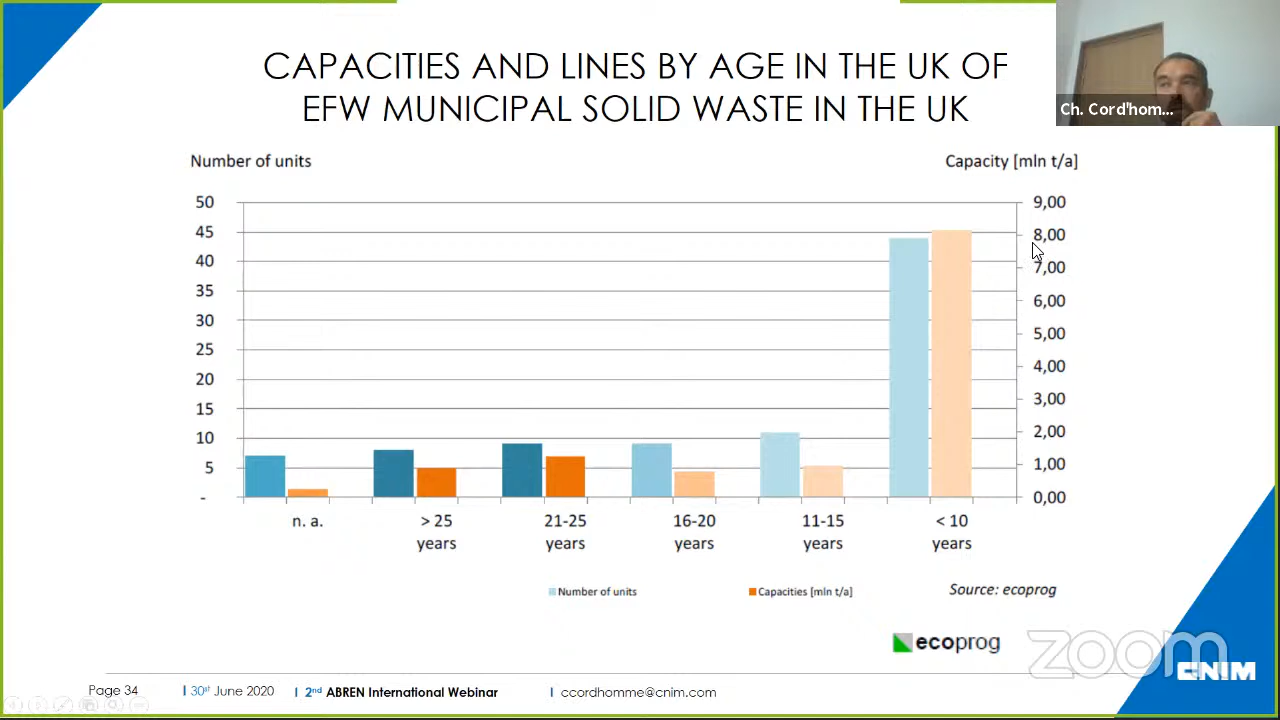 CAPACITIES AND LINES BY AGE IN THE UK OF
EFW MUNICIPAL SOLID WASTE IN THE UK
Ch. Cord'hom...
Number of units
Capacity [mln t/a]
50
45
40
35
30
25
20
15
10
5
-
9,00
8,00
7,00
6,00
5,00
4,00
3,00
2,00
1,00
0,00
n. a.
> 25
years
21-25
years
16-20
years
11-15
years
< 10
years
Number of units
Capacities [mln t/a]
Source: ecoprog
ecoprog
zoom
CNIM
Page 34
30st June 2020
2nd ABREN International Webinar
ccordhomme@cnim.com